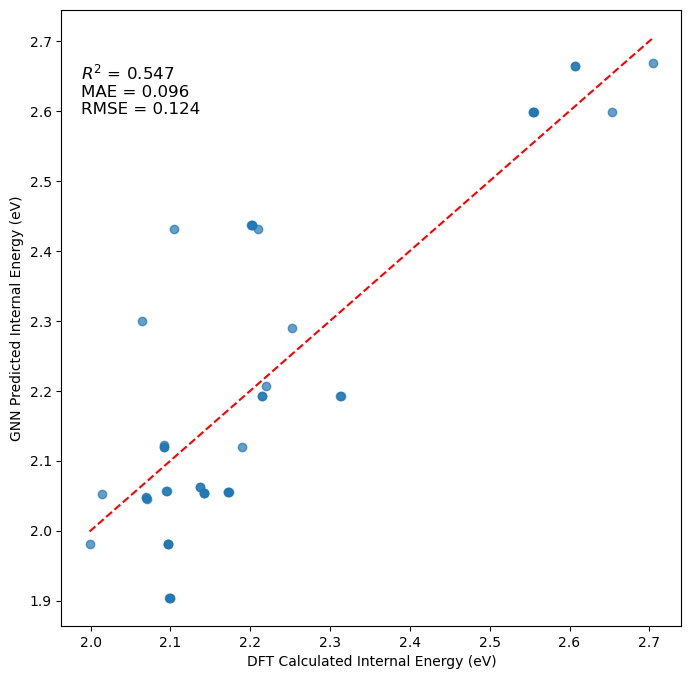 R² = 0.547
MAE = 0.096
RMSE = 0.124
GNN Predicted Internal Energy (eV)
2.7
2.6
2.5
2.4
2.3
2.2
2.1
2.0
1.9
2.0 2.1 2.2 2.3 2.4 2.5 2.6 2.7
DFT Calculated Internal Energy (eV)